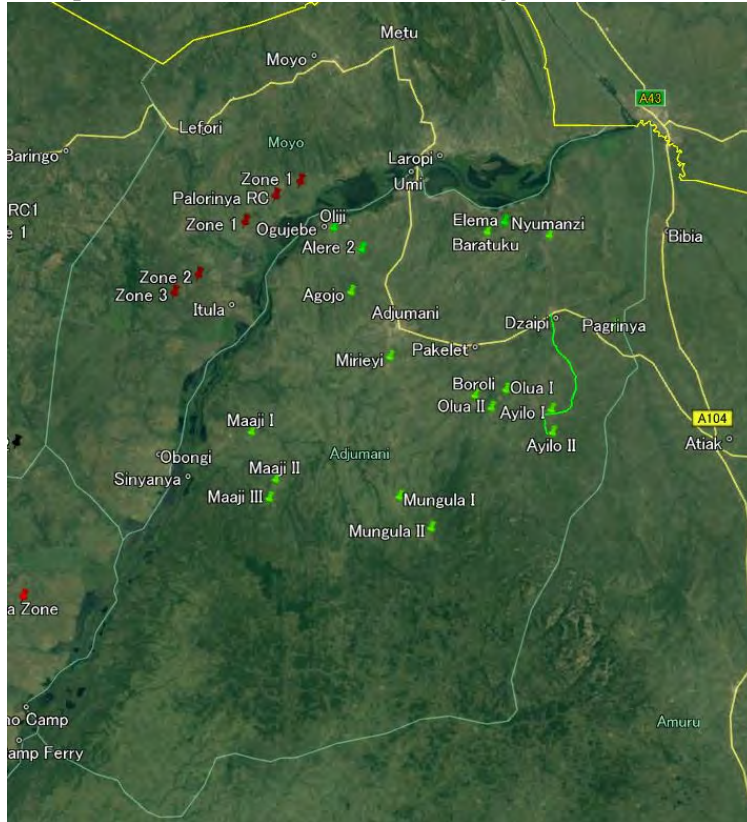 Metu
Moyo
A43
Lefori
Moyo
Baringo
Laropi
Umi
Zone 1
Palorinya RC
RC1
Zone 1
e 1
Oliji
Ogujebe
Elema
Nyumanzi
Baratuku
Bibia
Alere 2
Zone 2
Zone 3
Itula
Agojo
Adjumani
Dzaipi
Pagrinya
Mirieyi
Pakelet
Boroli
Olua I
Olua II
Ayilo I
A104
Maaji I
Ayilo II
Atiak
Obongi
Adjumani
Maaji II
Sinyanya
Maaji III
Mungula I
Mungula II
a Zone
no Camp
Amuru
amp Ferry